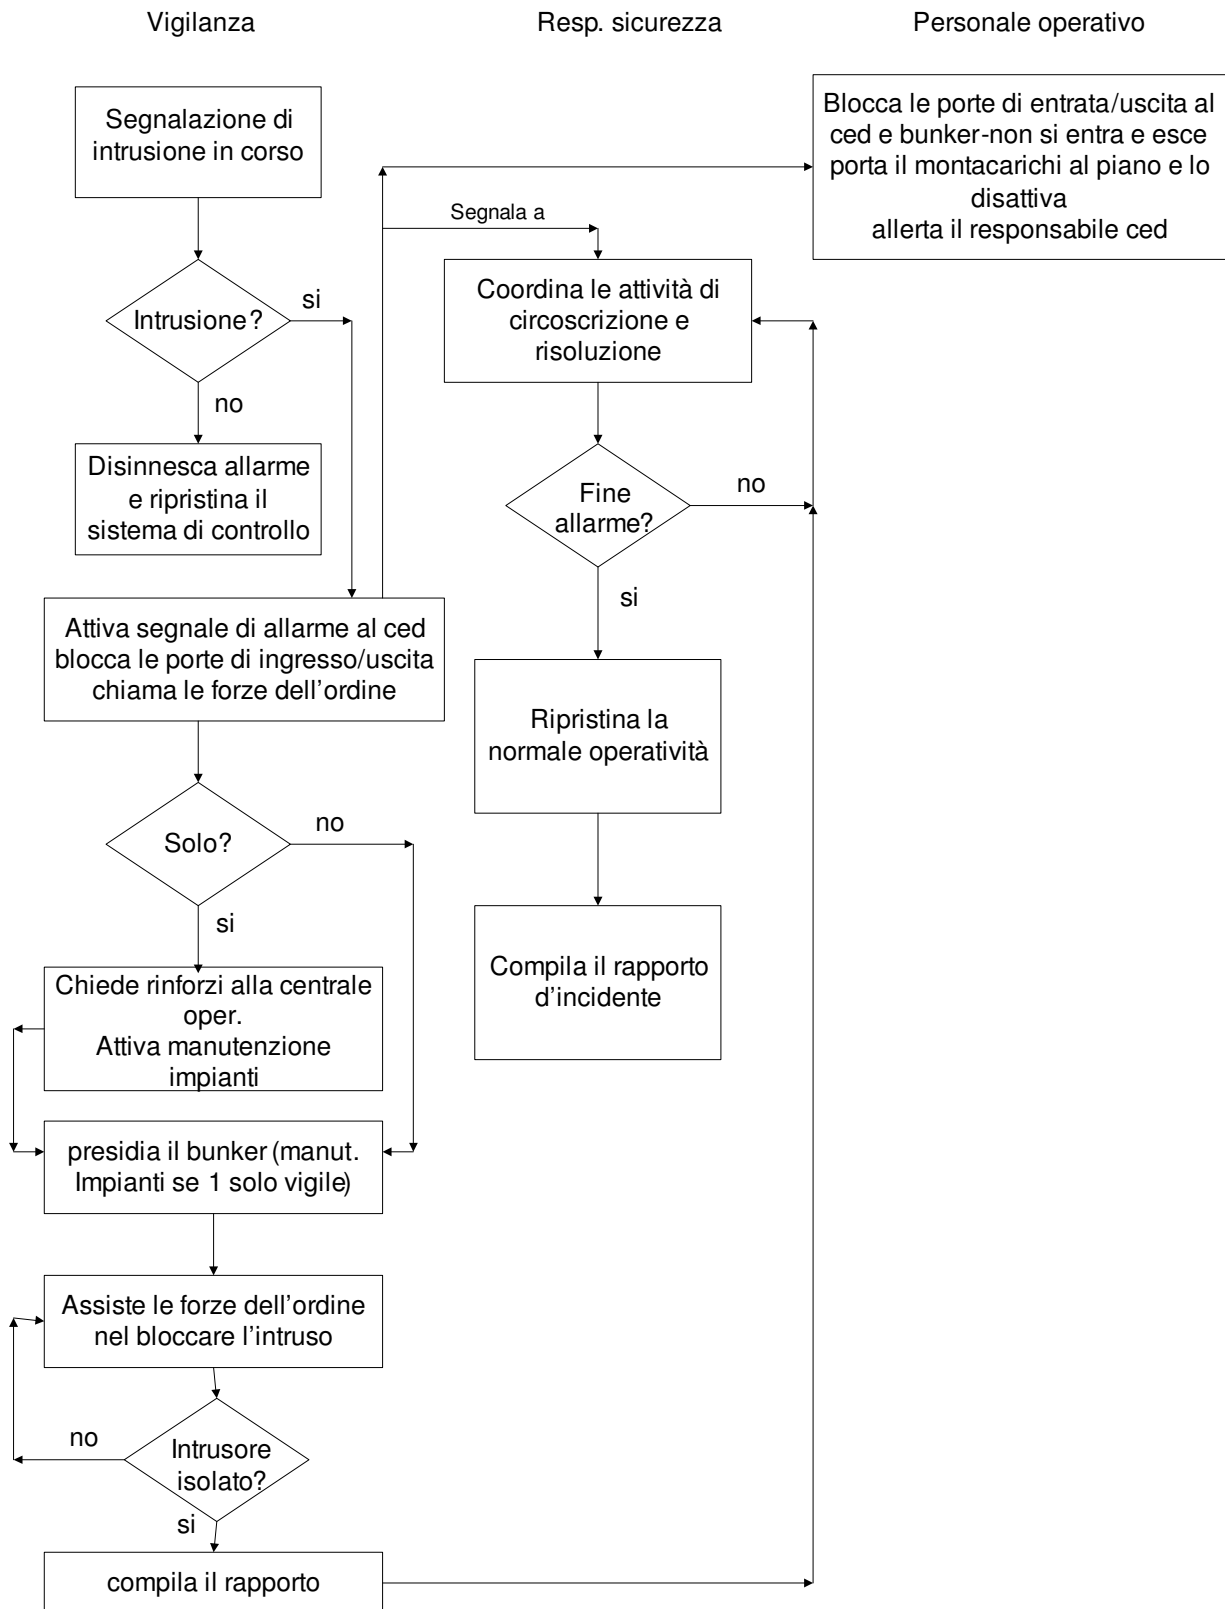 Vigilanza
Resp. sicurezza
Personale operativo
Segnalazione di
intrusione in corso
Blocca le porte di entrata/uscita al
ced e bunker-non si entra e esce
porta il montacarichi al piano e lo
disattiva
allerta il responsabile ced
Segnala a
Intrusione?
si
no
Coordina le attività di
circoscrizione e
risoluzione
Disinnesca allarme
e ripristina il
sistema di controllo
Fine
allarme?
no
si
Attiva segnale di allarme al ced
blocca le porte di ingresso/uscita
chiama le forze dell'ordine
Ripristina la
normale operatività
Solo?
no
si
Chiede rinforzi alla centrale
oper.
Attiva manutenzione
impianti
Compila il rapporto
d'incidente
presidia il bunker (manut.
Impianti se 1 solo vigile)
Assiste le forze dell'ordine
nel bloccare l'intruso
no
Intrusore
isolato?
si
compila il rapporto